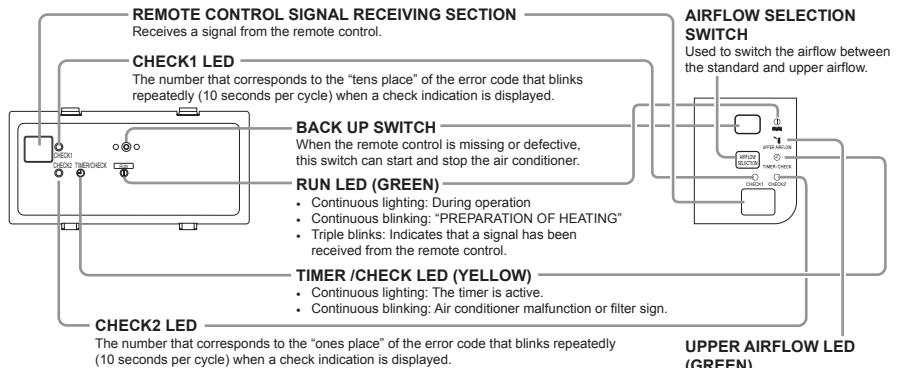 REMOTE CONTROL SIGNAL RECEIVING SECTION
Receives a signal from the remote control.
CHECK1 LED
The number that corresponds to the “tens place” of the error code that blinks
repeatedly (10 seconds per cycle) when a check indication is displayed.
BACK UP SWITCH
When the remote control is missing or defective,
this switch can start and stop the air conditioner.
RUN LED (GREEN)
• Continuous lighting: During operation
• Continuous blinking: “PREPARATION OF HEATING”
• Triple blinks: Indicates that a signal has been
received from the remote control.
TIMER /CHECK LED (YELLOW)
• Continuous lighting: The timer is active.
• Continuous blinking: Air conditioner malfunction or filter sign.
CHECK2 LED
The number that corresponds to the “ones place” of the error code that blinks repeatedly
(10 seconds per cycle) when a check indication is displayed.
AIRFLOW SELECTION
SWITCH
Used to switch the airflow between
the standard and upper airflow.
UPPER AIRFLOW LED
(GREEN)
CHECK1
CHECK2 TIMER/CHECK RUN
RUN
UPPER AIRFLOW
AIRFLOW
SELECTION
TIMER/CHECK
CHECK1 CHECK2